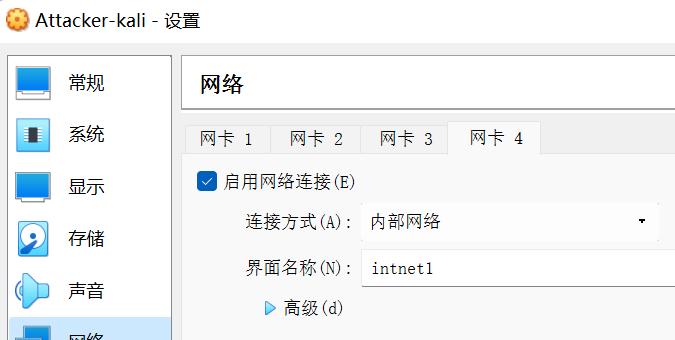 Attacker-kali - 设置
常规
系统
显示
存储
声音
网络
网络
网卡 1 网卡 2 网卡 3 网卡 4
启用网络连接(E)
连接方式(A): 内部网络
界面名称(N): intnet1
高级(d)